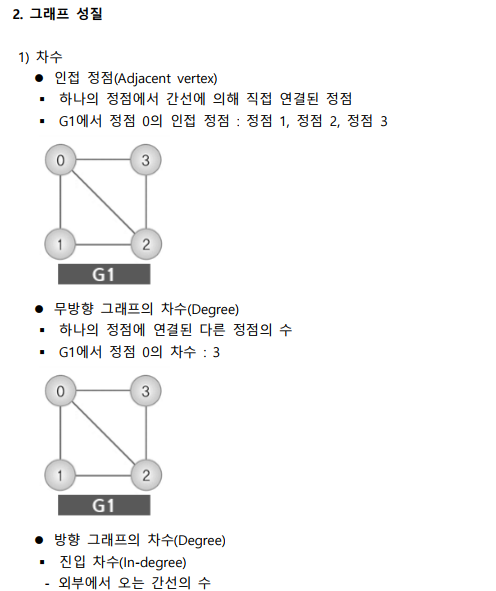 2. 그래프 성질
1) 차수
● 인접 정점(Adjacent vertex)
▪ 하나의 정점에서 간선에 의해 직접 연결된 정점
▪ G1에서 정점 0의 인접 정점 : 정점 1, 정점 2, 정점 3
0 3
1 2
G1
● 무방향 그래프의 차수(Degree)
▪ 하나의 정점에 연결된 다른 정점의 수
▪ G1에서 정점 0의 차수 : 3
0 3
1 2
G1
● 방향 그래프의 차수(Degree)
▪ 진입 차수(In-degree)
- 외부에서 오는 간선의 수